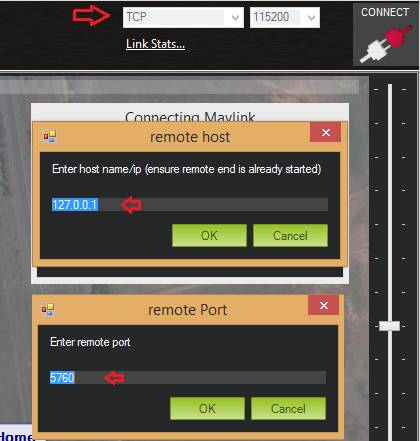 TCP 115200 CONNECT
Link Stats...
Connecting Mavlink
remote host
Enter host name/ip (ensure remote end is already started)
127.0.0.1
OK Cancel
remote Port
Enter remote port
5760
OK Cancel
Home